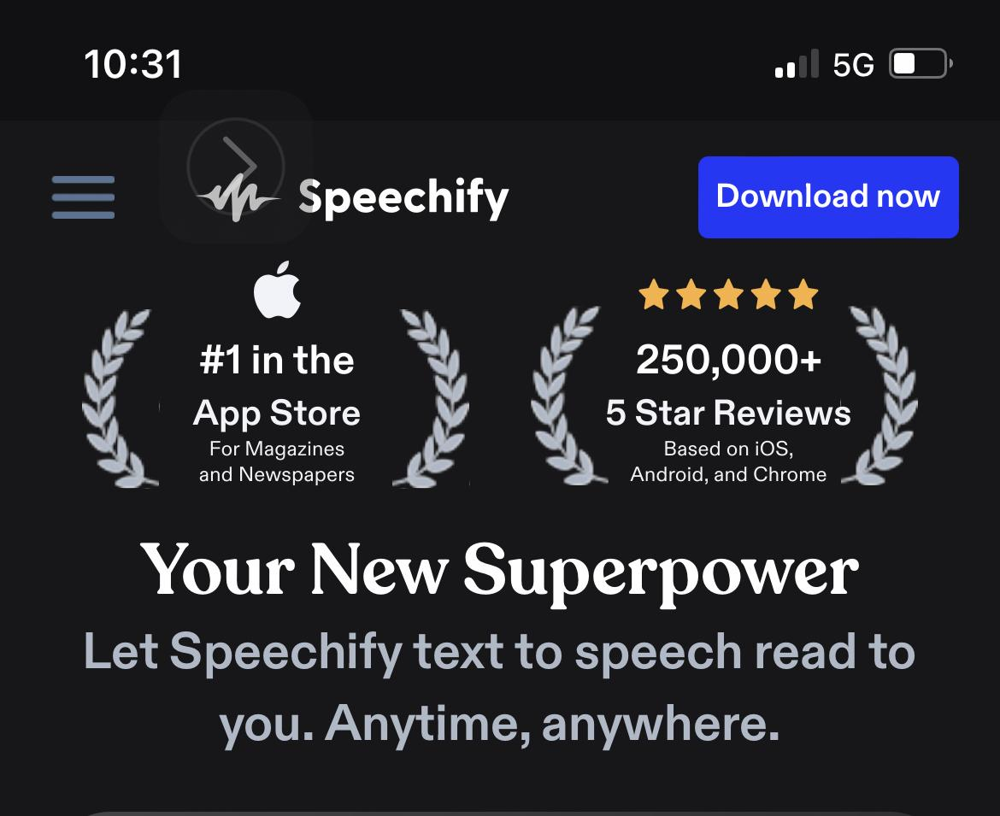 10:31
5G
Speechify
Download now
#1 in the
App Store
For Magazines
and Newspapers
250,000+
5 Star Reviews
Based on iOS,
Android, and Chrome
Your New Superpower
Let Speechify text to speech read to
you. Anytime, anywhere.